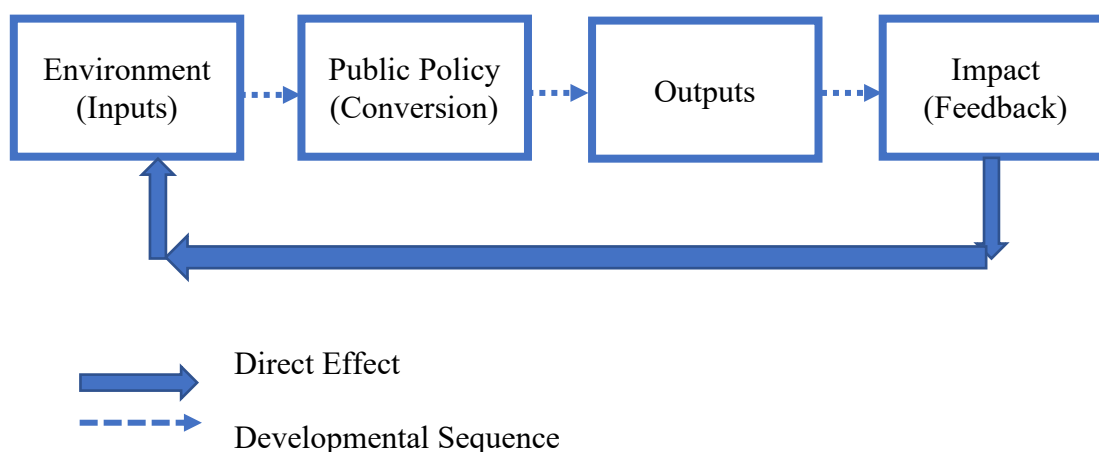 Environment
(Inputs)
Public Policy
(Conversion)
Outputs
Impact
(Feedback)
Direct Effect
Developmental Sequence